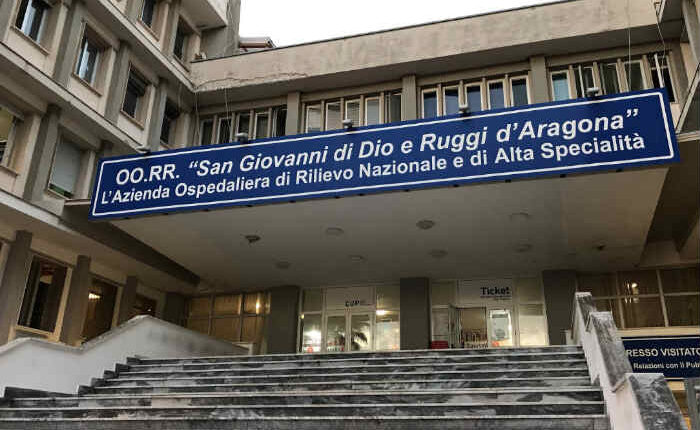 OO.RR. “San Giovanni di Dio e Ruggi d’Aragona”
L’Azienda Ospedaliera di Rilievo Nazionale e di Alta Specialità
CUP
Ticket
RESSO VISITATO
Relazioni con il Pub